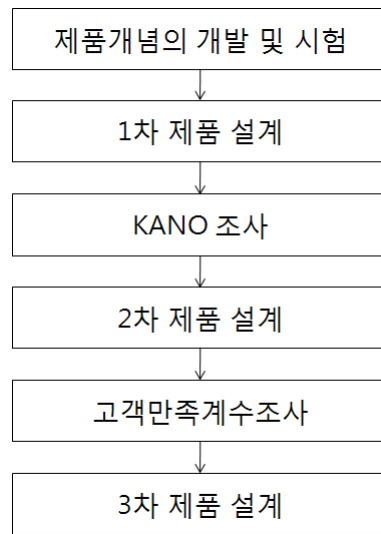 제품개념의 개발 및 시험
1차 제품 설계
KANO 조사
2차 제품 설계
고객만족계수조사
3차 제품 설계